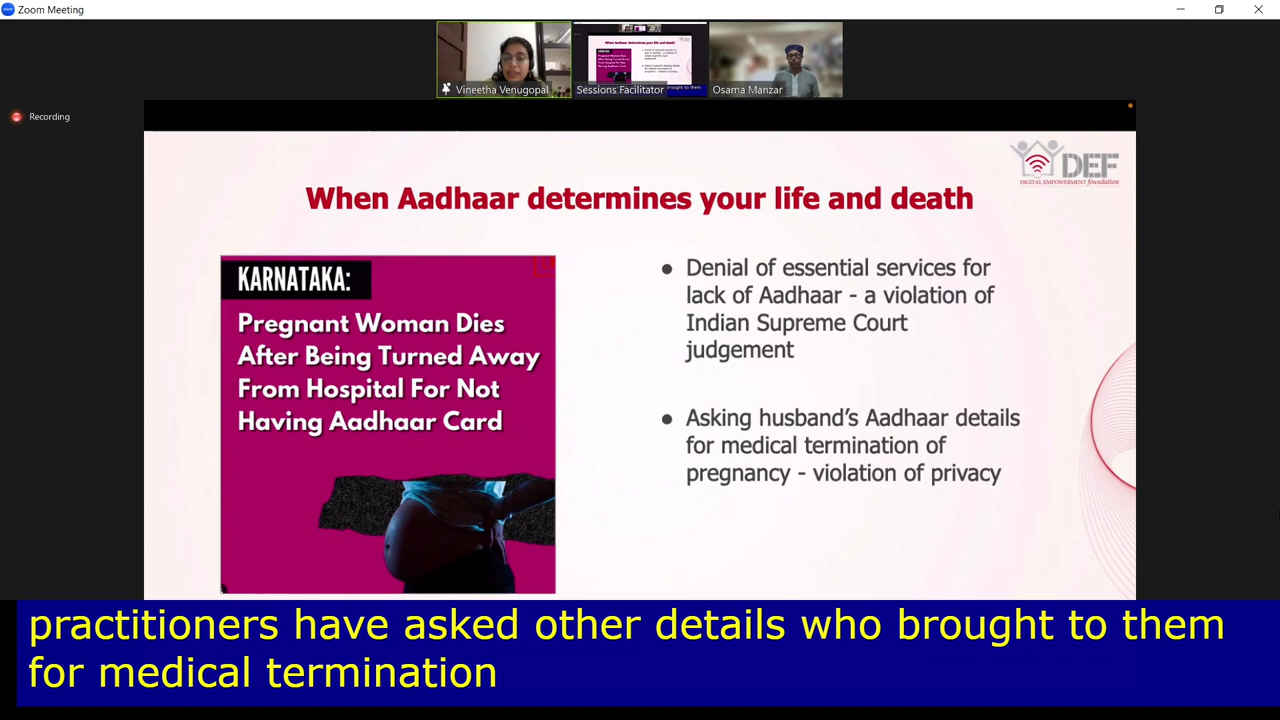 Zoom Meeting
Vineetha Venugopal
Sessions Facilitator
Osama Manzar
Recording
DEF
DIGITAL EMPOWERMENT foundation
When Aadhaar determines your life and death
KARNATAKA:
Pregnant Woman Dies
After Being Turned Away
From Hospital For Not
Having Aadhaar Card
● Denial of essential services for
lack of Aadhaar - a violation of
Indian Supreme Court
judgement
● Asking husband's Aadhaar details
for medical termination of
pregnancy - violation of privacy
practitioners have asked other details who brought to them
for medical termination